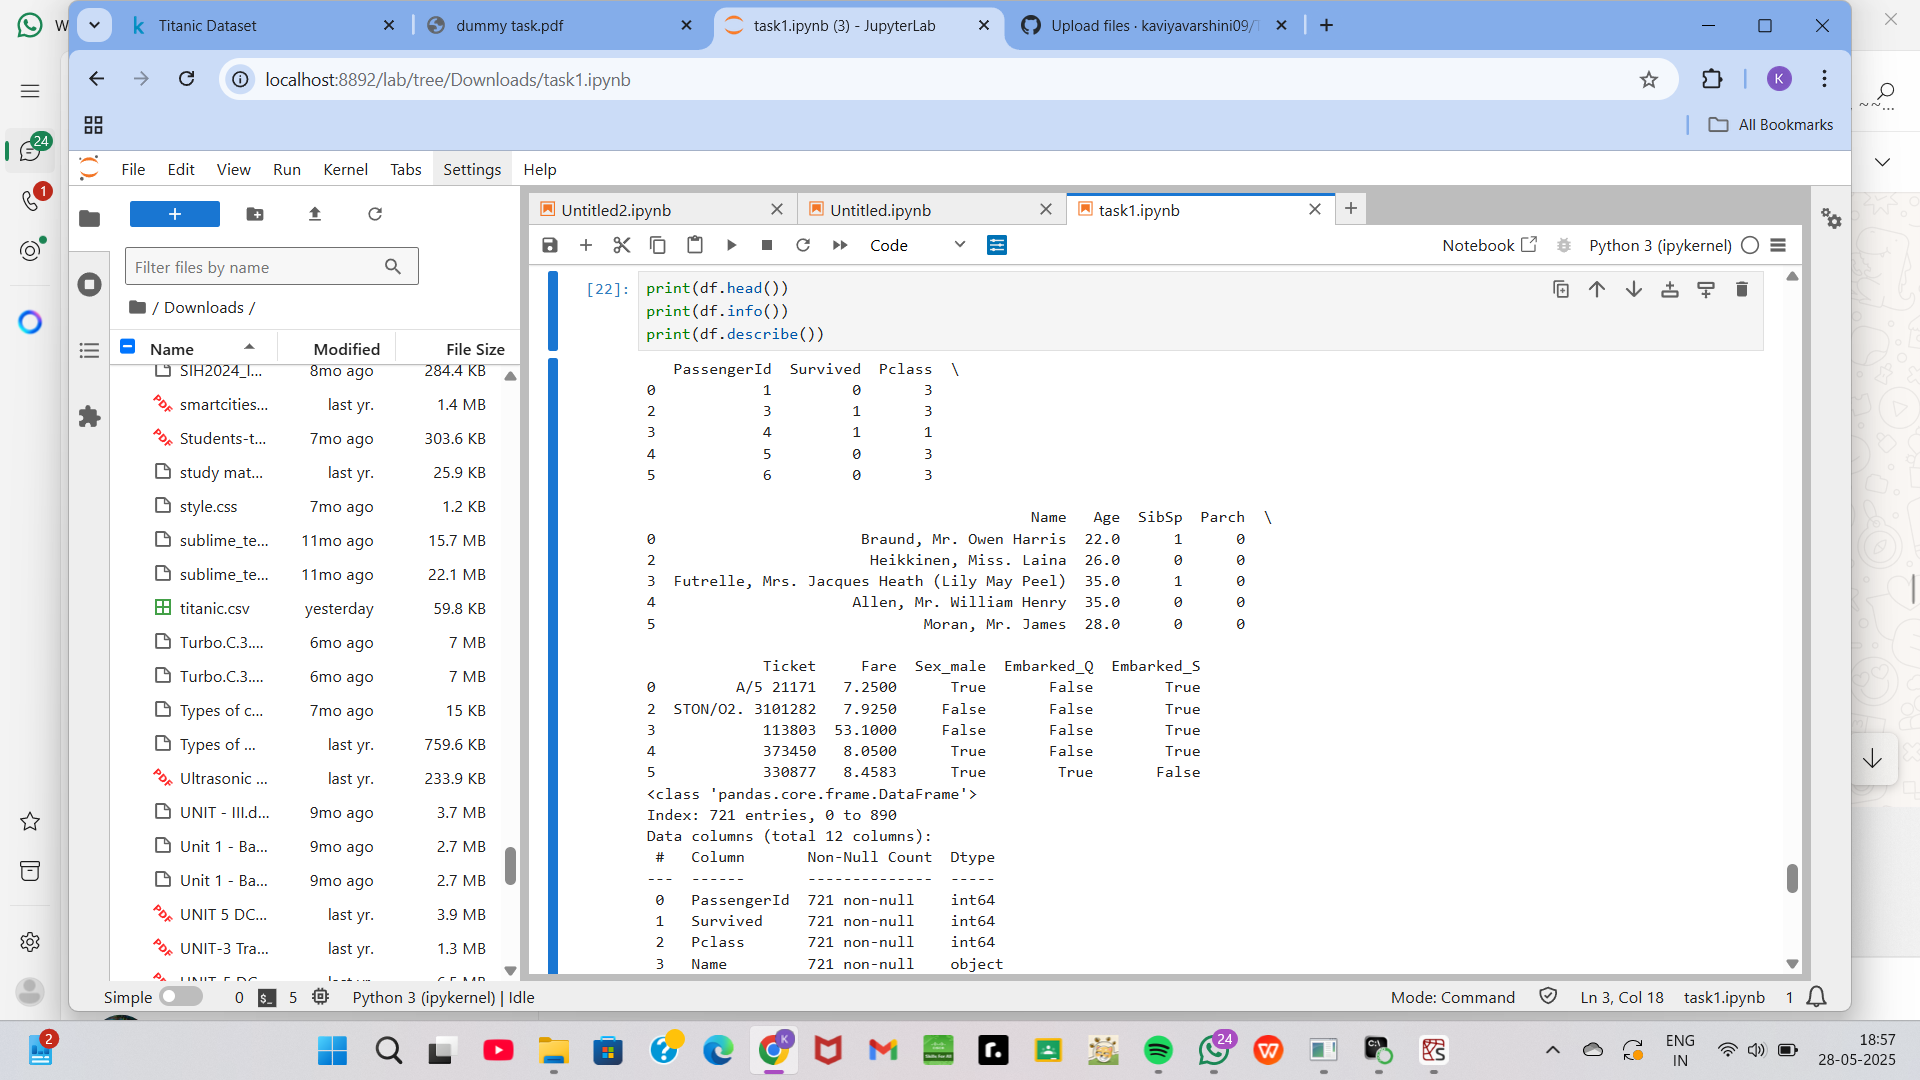 W
Titanic Dataset
dummy task.pdf
task1.ipynb (3) - JupyterLab
Upload files · kaviyavarshini09/
localhost:8892/lab/tree/Downloads/task1.ipynb
K
All Bookmarks
24
1
File Edit View Run Kernel Tabs Settings Help
Filter files by name
/ Downloads /
Name Modified File Size
SIH2024_I... 8mo ago 284.4 KB
smartcities... last yr. 1.4 MB
Students-t... 7mo ago 303.6 KB
study mat... last yr. 25.9 KB
style.css 7mo ago 1.2 KB
sublime_te... 11mo ago 15.7 MB
sublime_te... 11mo ago 22.1 MB
titanic.csv yesterday 59.8 KB
Turbo.C.3.... 6mo ago 7 MB
Turbo.C.3.... 6mo ago 7 MB
Types of c... 7mo ago 15 KB
Types of ... last yr. 759.6 KB
Ultrasonic ... last yr. 233.9 KB
UNIT - III.d... 9mo ago 3.7 MB
Unit 1 - Ba... 9mo ago 2.7 MB
Unit 1 - Ba... 9mo ago 2.7 MB
UNIT 5 DC... last yr. 3.9 MB
UNIT-3 Tra... last yr. 1.3 MB
Untitled2.ipynb
Untitled.ipynb
task1.ipynb
Code
Notebook
Python 3 (ipykernel)
[22]:
print(df.head())
print(df.info())
print(df.describe())
PassengerId Survived Pclass \
0 1 0 3
2 3 1 3
3 4 1 1
4 5 0 3
5 6 0 3
Name Age SibSp Parch \
0 Braund, Mr. Owen Harris 22.0 1 0
2 Heikkinen, Miss. Laina 26.0 0 0
3 Futrelle, Mrs. Jacques Heath (Lily May Peel) 35.0 1 0
4 Allen, Mr. William Henry 35.0 0 0
5 Moran, Mr. James 28.0 0 0
Ticket Fare Sex_male Embarked_Q Embarked_S
0 A/5 21171 7.2500 True False True
2 STON/O2. 3101282 7.9250 False False True
3 113803 53.1000 False False True
4 373450 8.0500 True False True
5 330877 8.4583 True True False
<class 'pandas.core.frame.DataFrame'>
Index: 721 entries, 0 to 890
Data columns (total 12 columns):
# Column Non-Null Count Dtype
--- ------ -------------- -----
0 PassengerId 721 non-null int64
1 Survived 721 non-null int64
2 Pclass 721 non-null int64
3 Name 721 non-null object
Simple 0 5 Python 3 (ipykernel) | Idle
Mode: Command Ln 3, Col 18 task1.ipynb 1
2
K
24
ENG
IN
18:57
28-05-2025